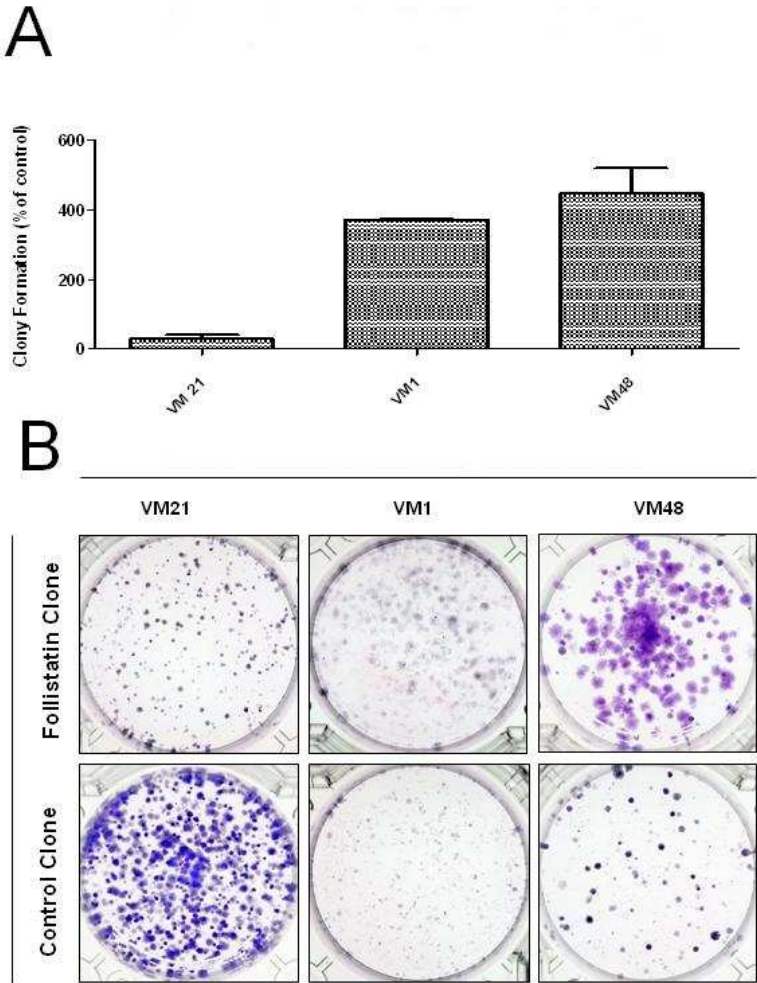 A
Clony Formation (% of control)
600
400
200
0
VM 21
VM1
VM48
B
VM21
VM1
VM48
Follistatin Clone
Control Clone